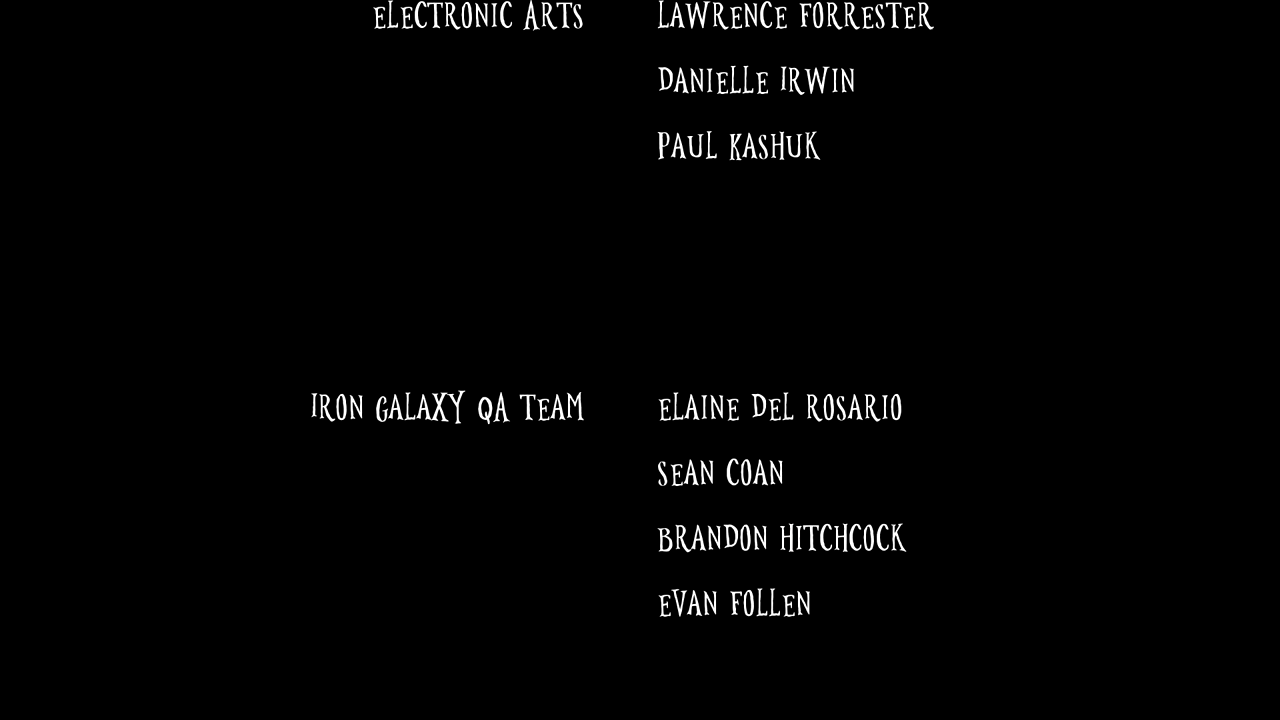 ELECTRONIC ARTS LAWRENCE FORRESTER
DANIELLE IRWIN
PAUL KASHUK
IRON GALAXY QA TEAM ELAINE DEL ROSARIO
SEAN COAN
BRANDON HITCHCOCK
EVAN FOLLEN